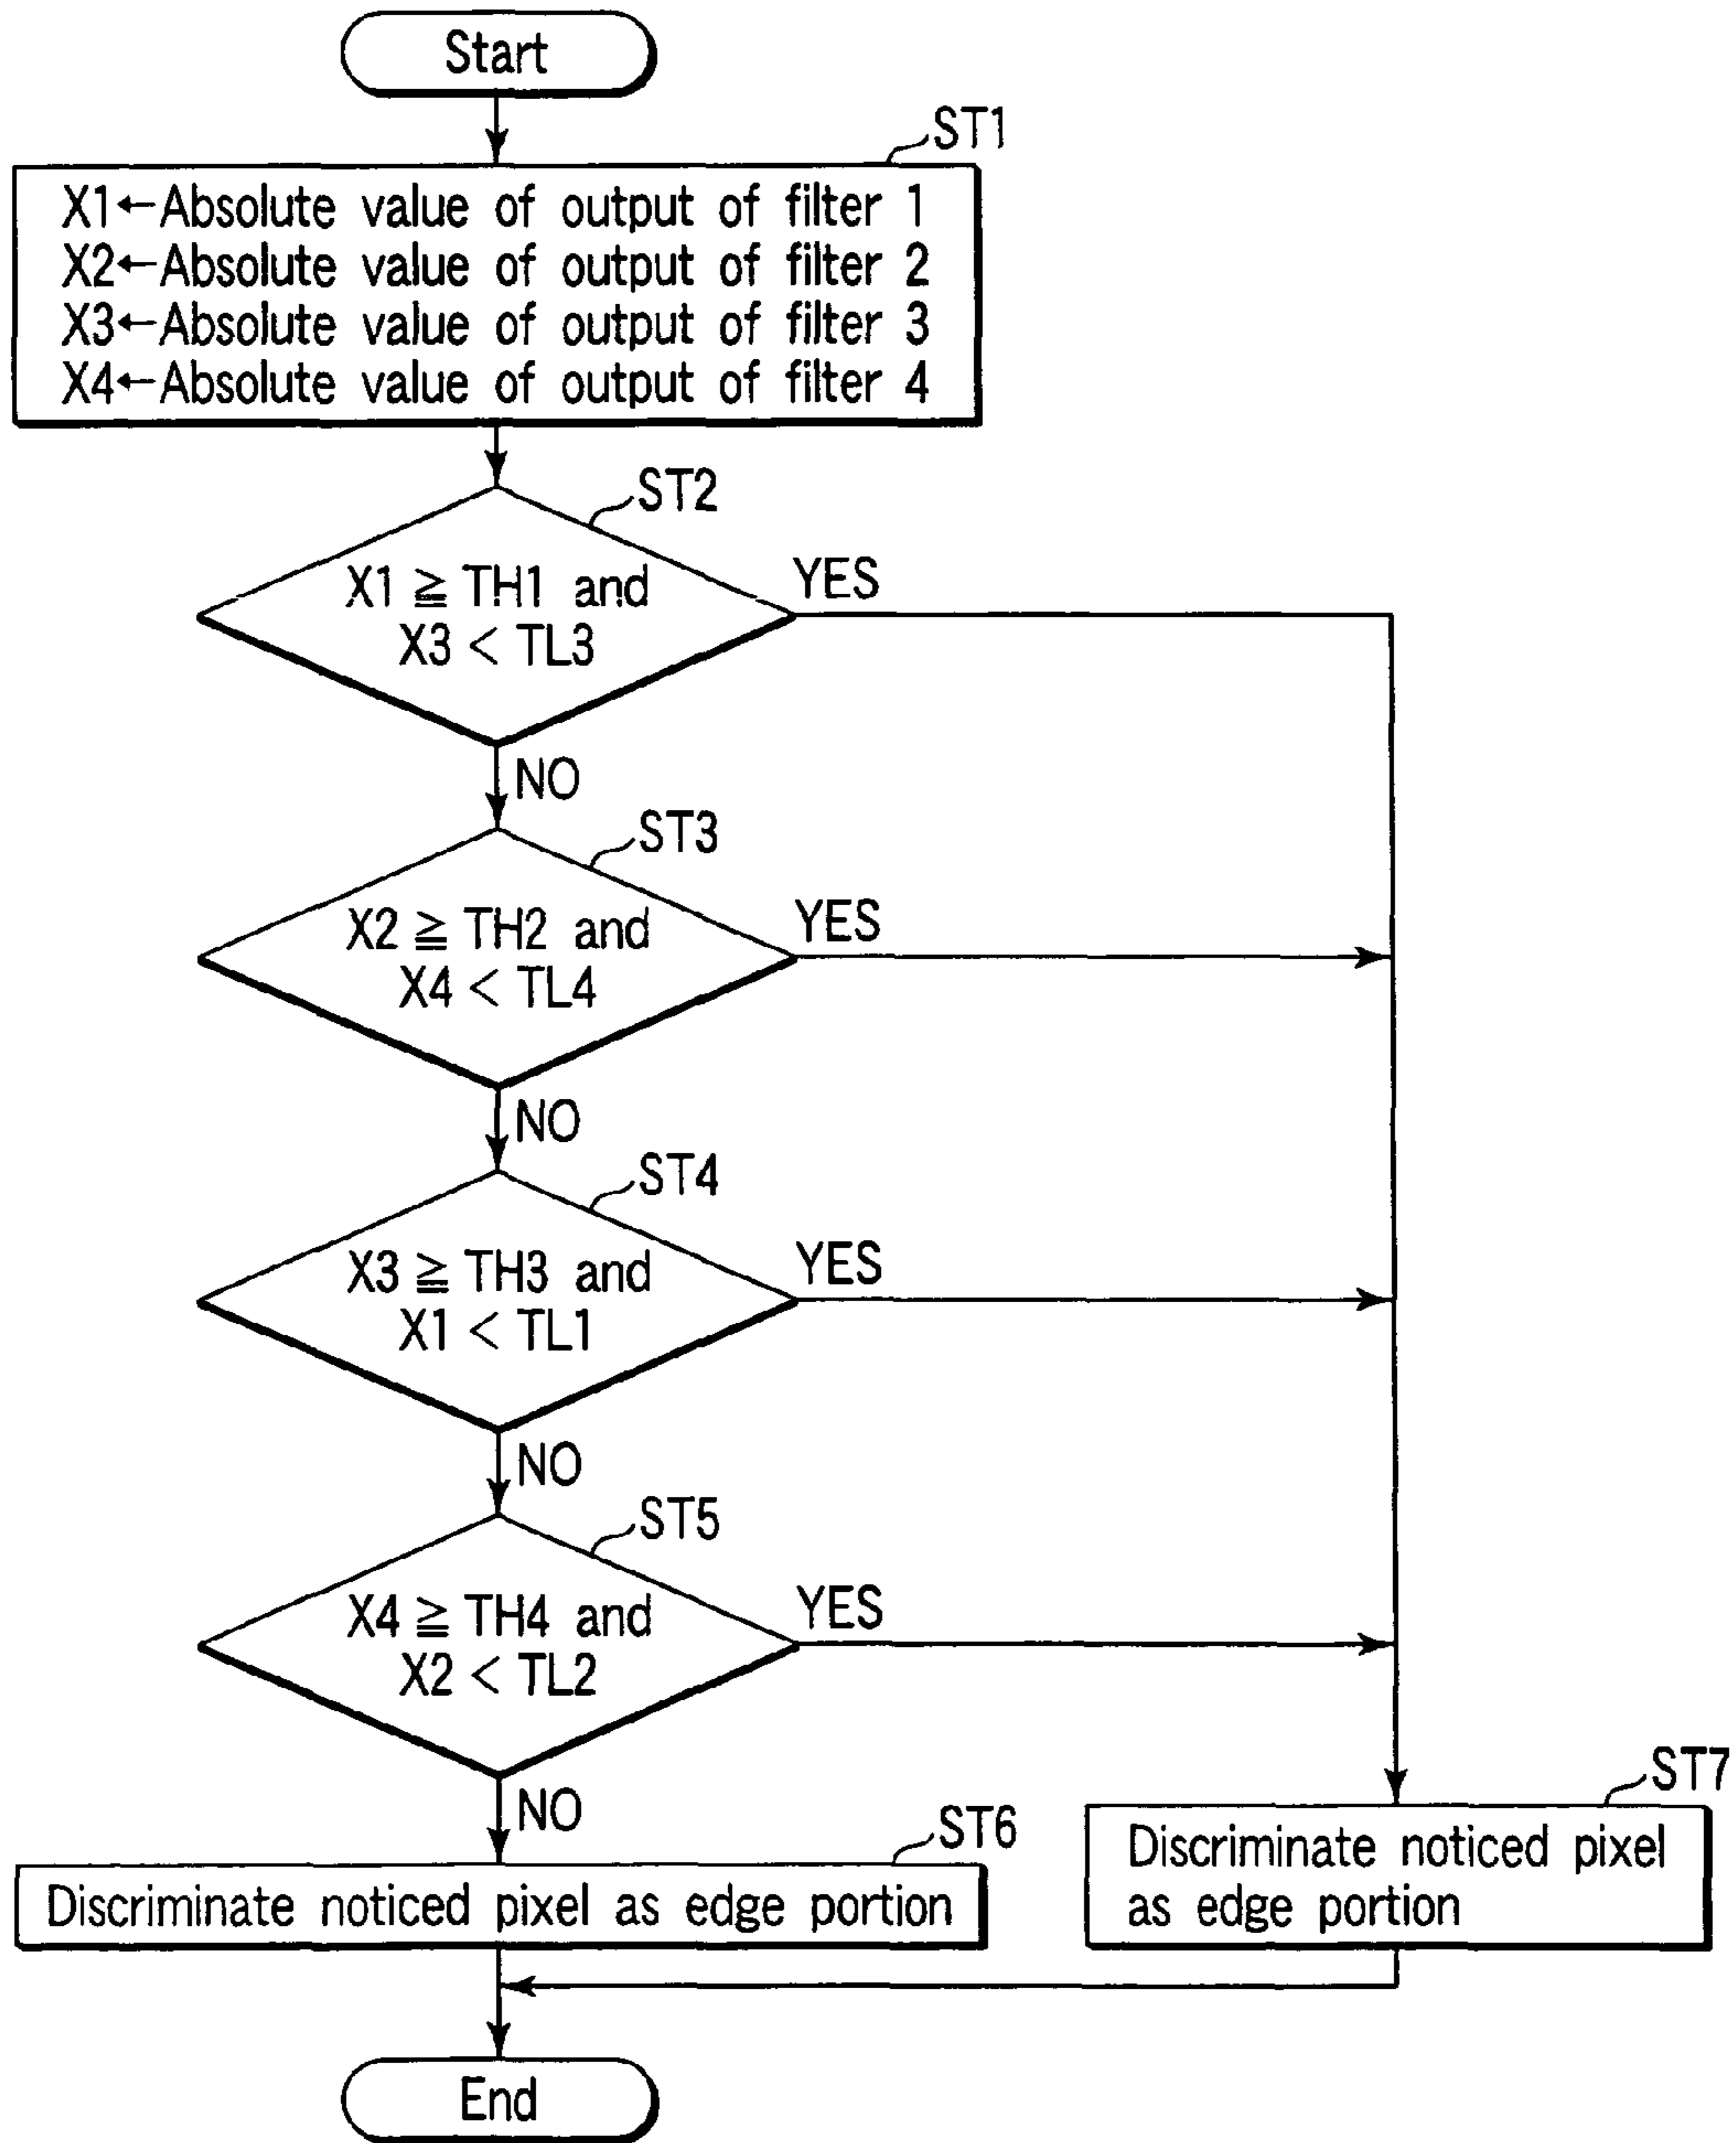 Start
ST1
X1←Absolute value of output of filter 1
X2←Absolute value of output of filter 2
X3←Absolute value of output of filter 3
X4←Absolute value of output of filter 4
ST2
X1 ≧ TH1 and
X3 < TL3
YES
NO
ST3
X2 ≧ TH2 and
X4 < TL4
YES
NO
ST4
X3 ≧ TH3 and
X1 < TL1
YES
NO
ST5
X4 ≧ TH4 and
X2 < TL2
YES
NO
ST6
Discriminate noticed pixel as edge portion
ST7
Discriminate noticed pixel
as edge portion
End